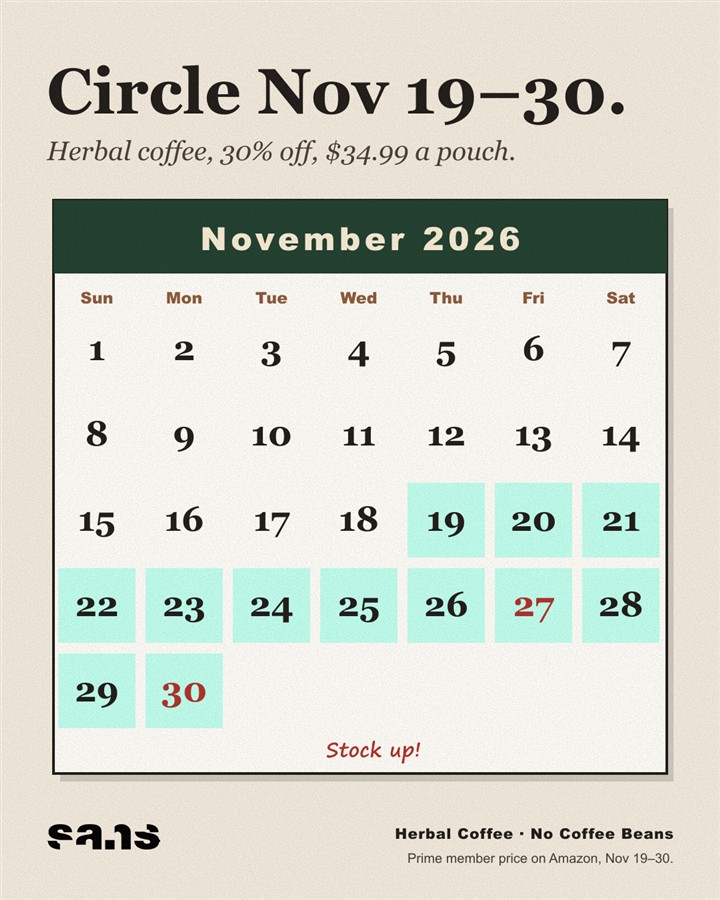 Circle Nov 19–30.
Herbal coffee, 30% off, $34.99 a pouch.
November 2026
Sun Mon Tue Wed Thu Fri Sat
1 2 3 4 5 6 7
8 9 10 11 12 13 14
15 16 17 18 19 20 21
22 23 24 25 26 27 28
29 30
Stock up!
sans
Herbal Coffee · No Coffee Beans
Prime member price on Amazon, Nov 19–30.